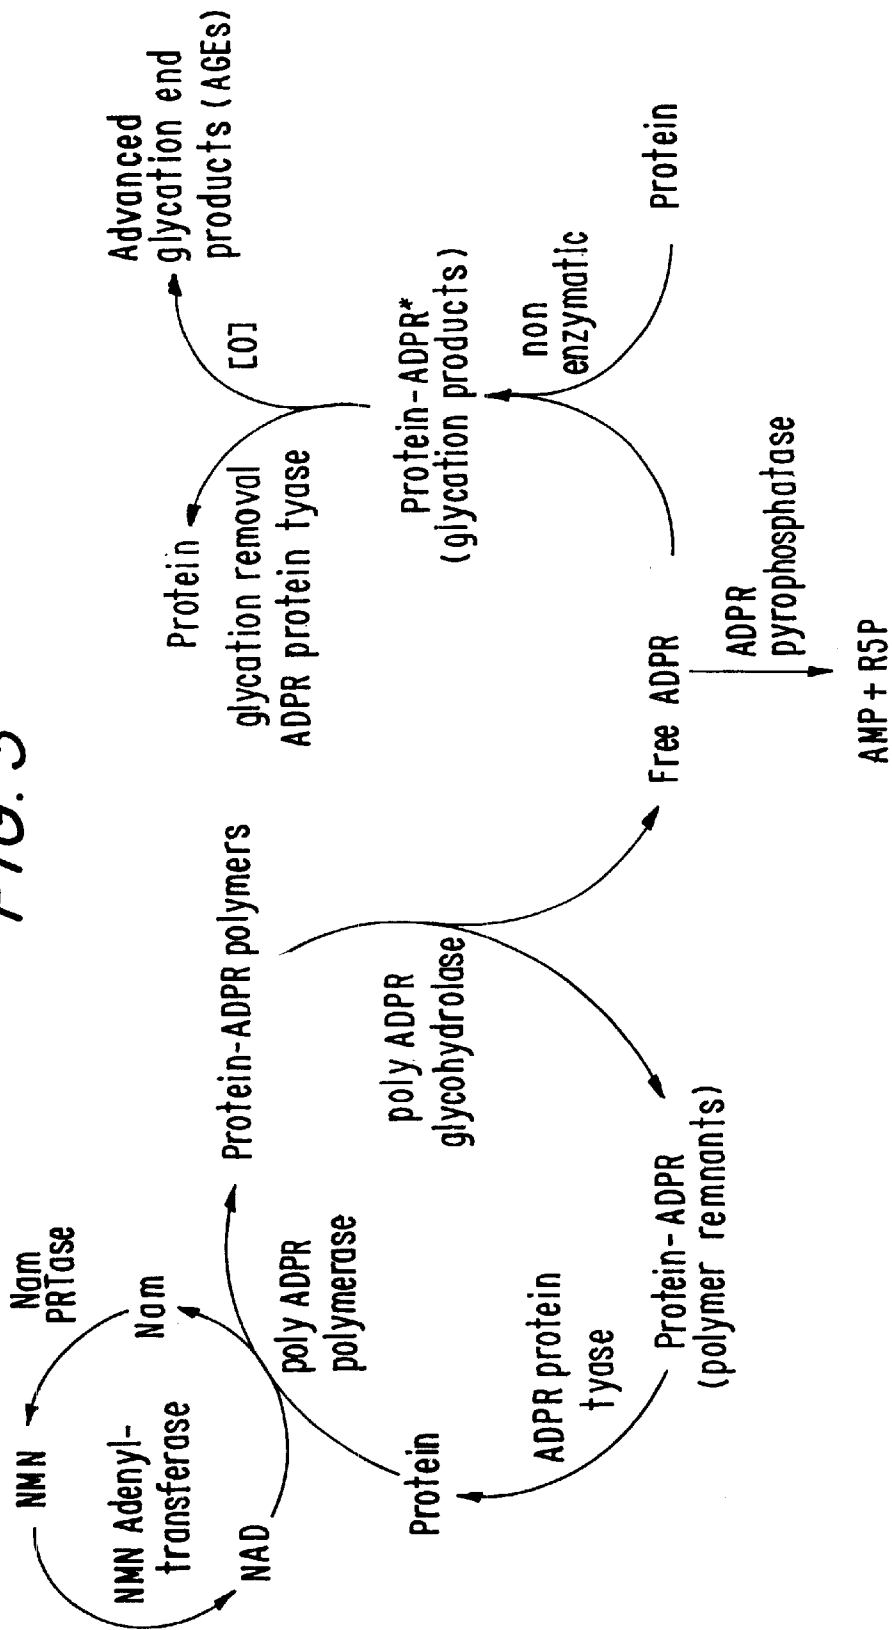 FIG.
NMN
Nam
PRTase
Nam
NMN Adenyl-
transferase
NAD
Protein
poly ADPR
polymerase
Protein-ADPR polymers
poly ADPR
glycohydrolase
ADPR protein
tyase
Protein-ADPR
(polymer remnants)
Free ADPR
ADPR
pyrophosphatase
AMP + R5P
Protein
glycation removal
ADPR protein tyase
[O]
Advanced
glycation end
products (AGEs)
Protein-ADPR*
(glycation products)
non
enzymatic
Protein